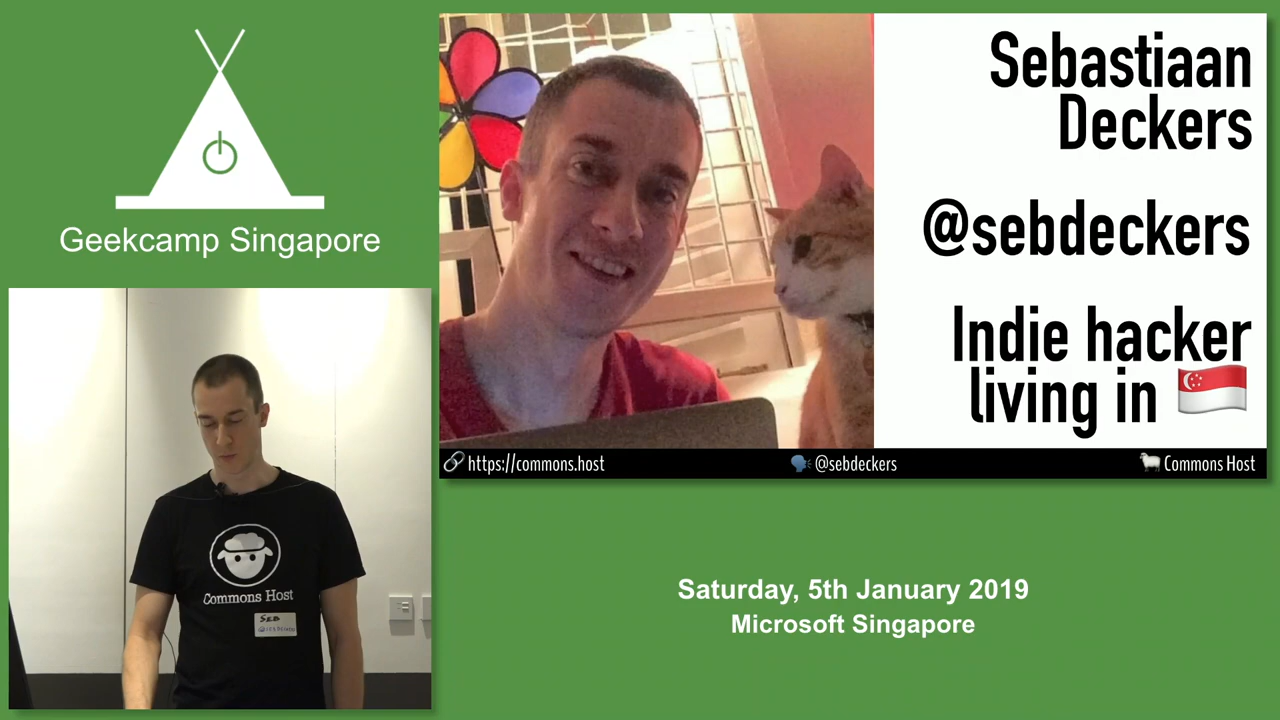 Geekcamp Singapore
Commons Host
SEB
Sebastiaan
Deckers
@sebdeckers
Indie hacker
living in
https://commons.host
@sebdeckers
Commons Host
Saturday, 5th January 2019
Microsoft Singapore